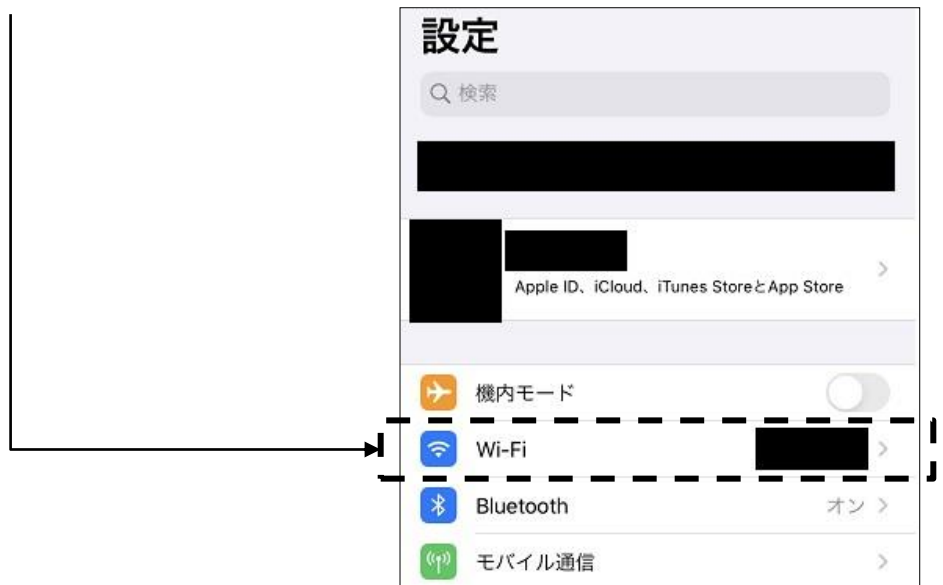 設定
検索
Apple ID、iCloud、iTunes StoreとApp Store
機内モード
Wi-Fi
Bluetooth オン
モバイル通信